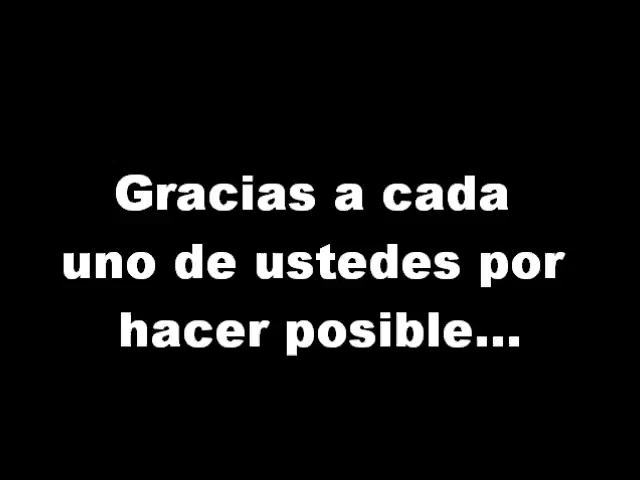 Gracias a cada
uno de ustedes por
hacer posible...